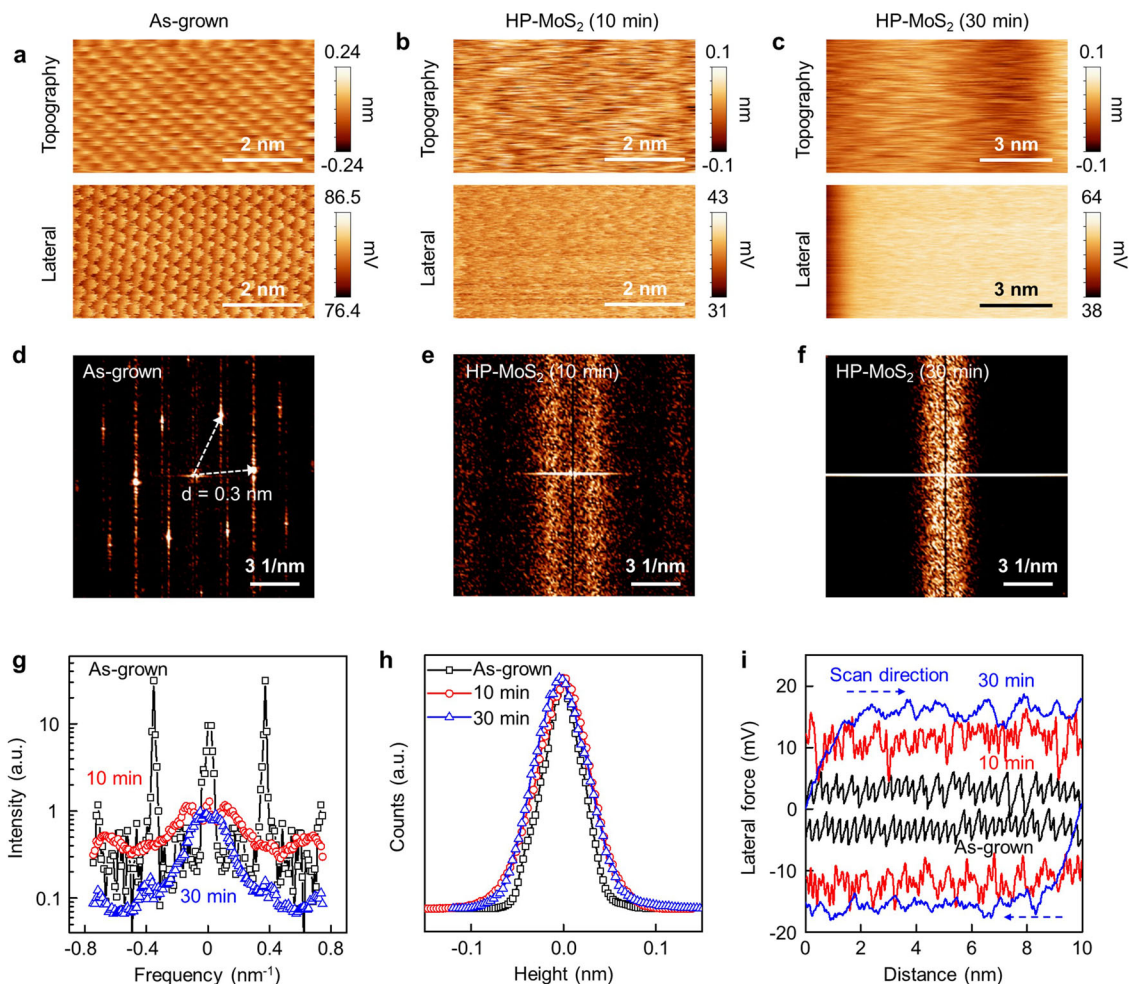 As-grown
HP-MoS₂ (10 min)
HP-MoS₂ (30 min)
a
Topography
0.24
nm
-0.24
2 nm
b
Topography
0.1
nm
-0.1
2 nm
c
Topography
0.1
nm
-0.1
3 nm
Lateral
86.5
mV
76.4
2 nm
Lateral
43
mV
31
2 nm
Lateral
64
mV
38
3 nm
d
As-grown
d = 0.3 nm
3 1/nm
e
HP-MoS₂ (10 min)
3 1/nm
f
HP-MoS₂ (30 min)
3 1/nm
g
As-grown
10 min
30 min
10
1
0.1
Intensity (a.u.)
-0.8 -0.4 0 0.4 0.8
Frequency (nm⁻¹)
h
As-grown
10 min
30 min
Counts (a.u.)
-0.1 0.0 0.1
Height (nm)
i
Scan direction
30 min
10 min
As-grown
20
10
0
-10
-20
Lateral force (mV)
0 2 4 6 8 10
Distance (nm)